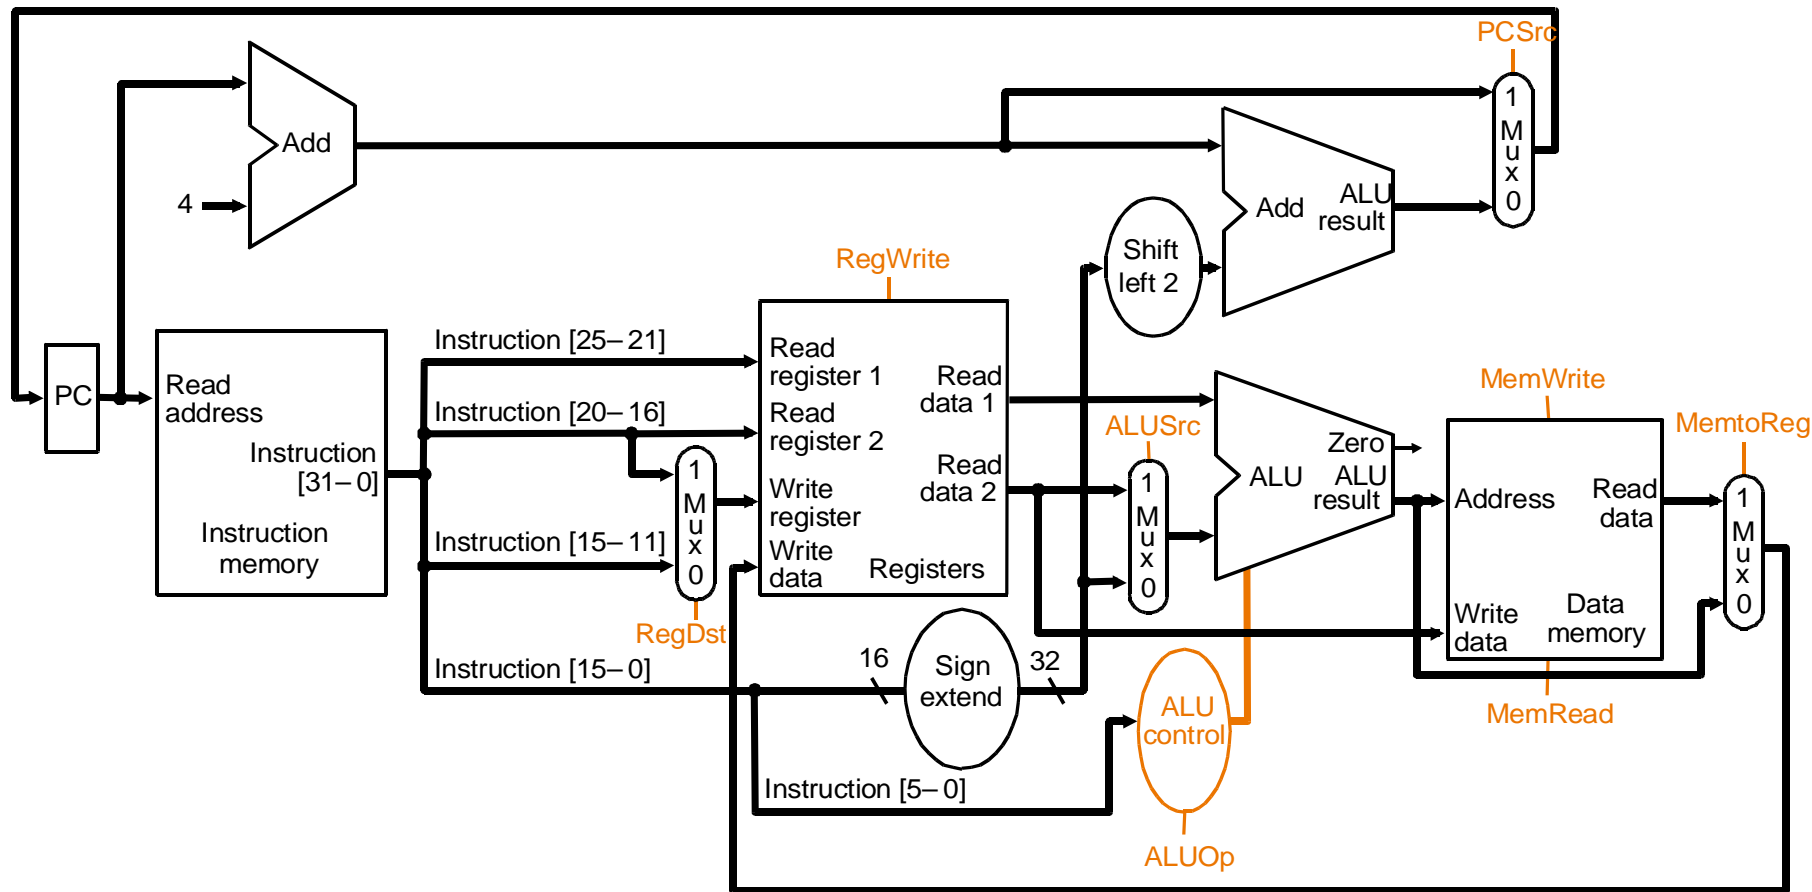 PCSrc
1
M
u
x
0
Add
4
Add
ALU
result
Shift
left 2
RegWrite
Instruction [25–21]
Read
register 1
Read
data 1
PC
Read
address
Instruction [20–16]
Read
register 2
Instruction
[31–0]
1
M
u
x
0
Write
register
Read
data 2
ALUSrc
1
M
u
x
0
Zero
ALU
ALU
result
MemWrite
MemtoReg
Address
Read
data
1
M
u
x
0
Instruction
memory
Instruction [15–11]
Write
data
Registers
RegDst
Write
data
Data
memory
Instruction [15–0]
16
Sign
extend
32
ALU
control
MemRead
Instruction [5–0]
ALUOp